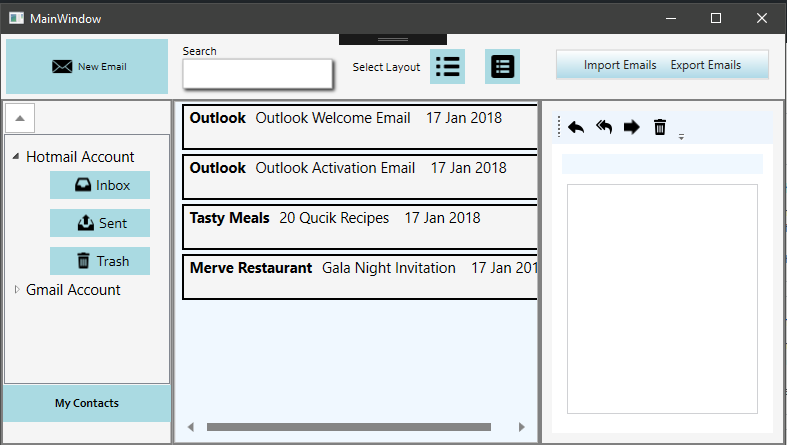 MainWindow
New Email
Search
Select Layout
Import Emails Export Emails
Hotmail Account
Inbox
Sent
Trash
Gmail Account
My Contacts
Outlook Outlook Welcome Email 17 Jan 2018
Outlook Outlook Activation Email 17 Jan 2018
Tasty Meals 20 Qucik Recipes 17 Jan 2018
Merve Restaurant Gala Night Invitation 17 Jan 201